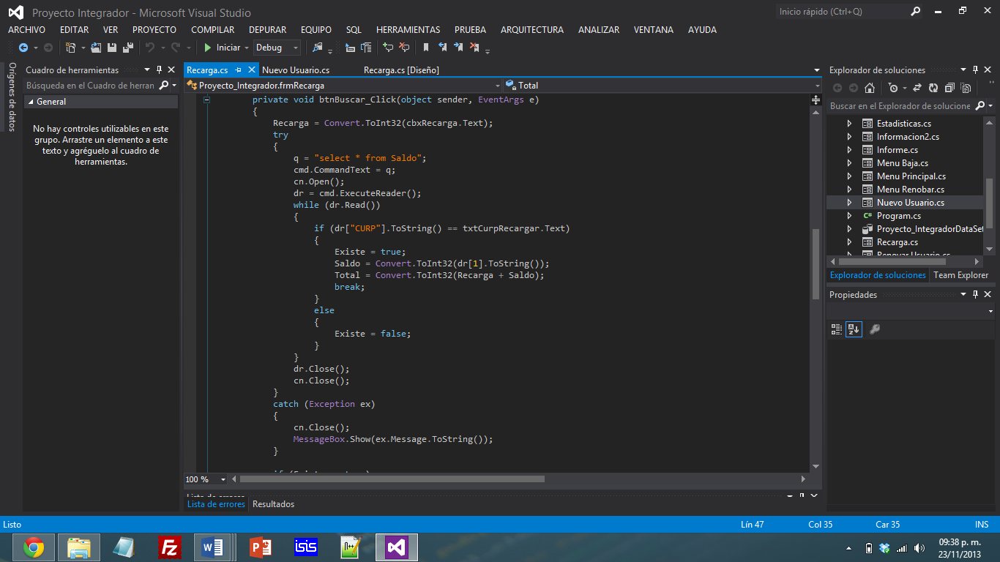 Proyecto Integrador - Microsoft Visual Studio
Inicio rápido (Ctrl+Q)
ARCHIVO EDITAR VER PROYECTO COMPILAR DEPURAR EQUIPO SQL HERRAMIENTAS PRUEBA ARQUITECTURA ANALIZAR VENTANA AYUDA
Iniciar Debug
Orígenes de datos
Cuadro de herramientas
Búsqueda en el Cuadro de herran
General
No hay controles utilizables en este
grupo. Arrastre un elemento a este
texto y agréguelo al cuadro de
herramientas.
Recarga.cs Nuevo Usuario.cs Recarga.cs [Diseño]
Proyecto_Integrador.frmRecarga Total
private void btnBuscar_Click(object sender, EventArgs e)
{
Recarga = Convert.ToInt32(cbxRecarga.Text);
try
{
q = "select * from Saldo";
cmd.CommandText = q;
cn.Open();
dr = cmd.ExecuteReader();
while (dr.Read())
{
if (dr["CURP"].ToString() == txtCurpRecargar.Text)
{
Existe = true;
Saldo = Convert.ToInt32(dr[1].ToString());
Total = Convert.ToInt32(Recarga + Saldo);
break;
}
else
{
Existe = false;
}
}
dr.Close();
cn.Close();
}
catch (Exception ex)
{
cn.Close();
MessageBox.Show(ex.Message.ToString());
}
100 %
Lista de errores
Lista de errores Resultados
Explorador de soluciones
Buscar en el Explorador de solucione
Estadisticas.cs
Informacion2.cs
Informe.cs
Menu Baja.cs
Menu Principal.cs
Menu Renobar.cs
Nuevo Usuario.cs
C# Program.cs
Proyecto_IntegradorDataSet
Recarga.cs
Renovar Usuario.cs
Explorador de soluciones Team Explorer
Propiedades
Listo Lín 47 Col 35 Car 35 INS
FZ W P isis
09:38 p. m.
23/11/2013